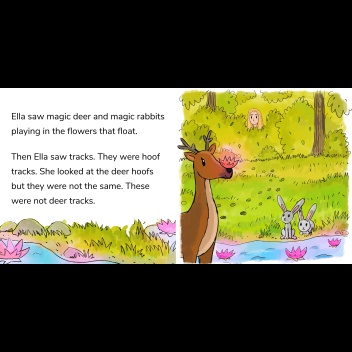 Ella saw magic deer and magic rabbits
playing in the flowers that float.
Then Ella saw tracks. They were hoof
tracks. She looked at the deer hoofs
but they were not the same. These
were not deer tracks.